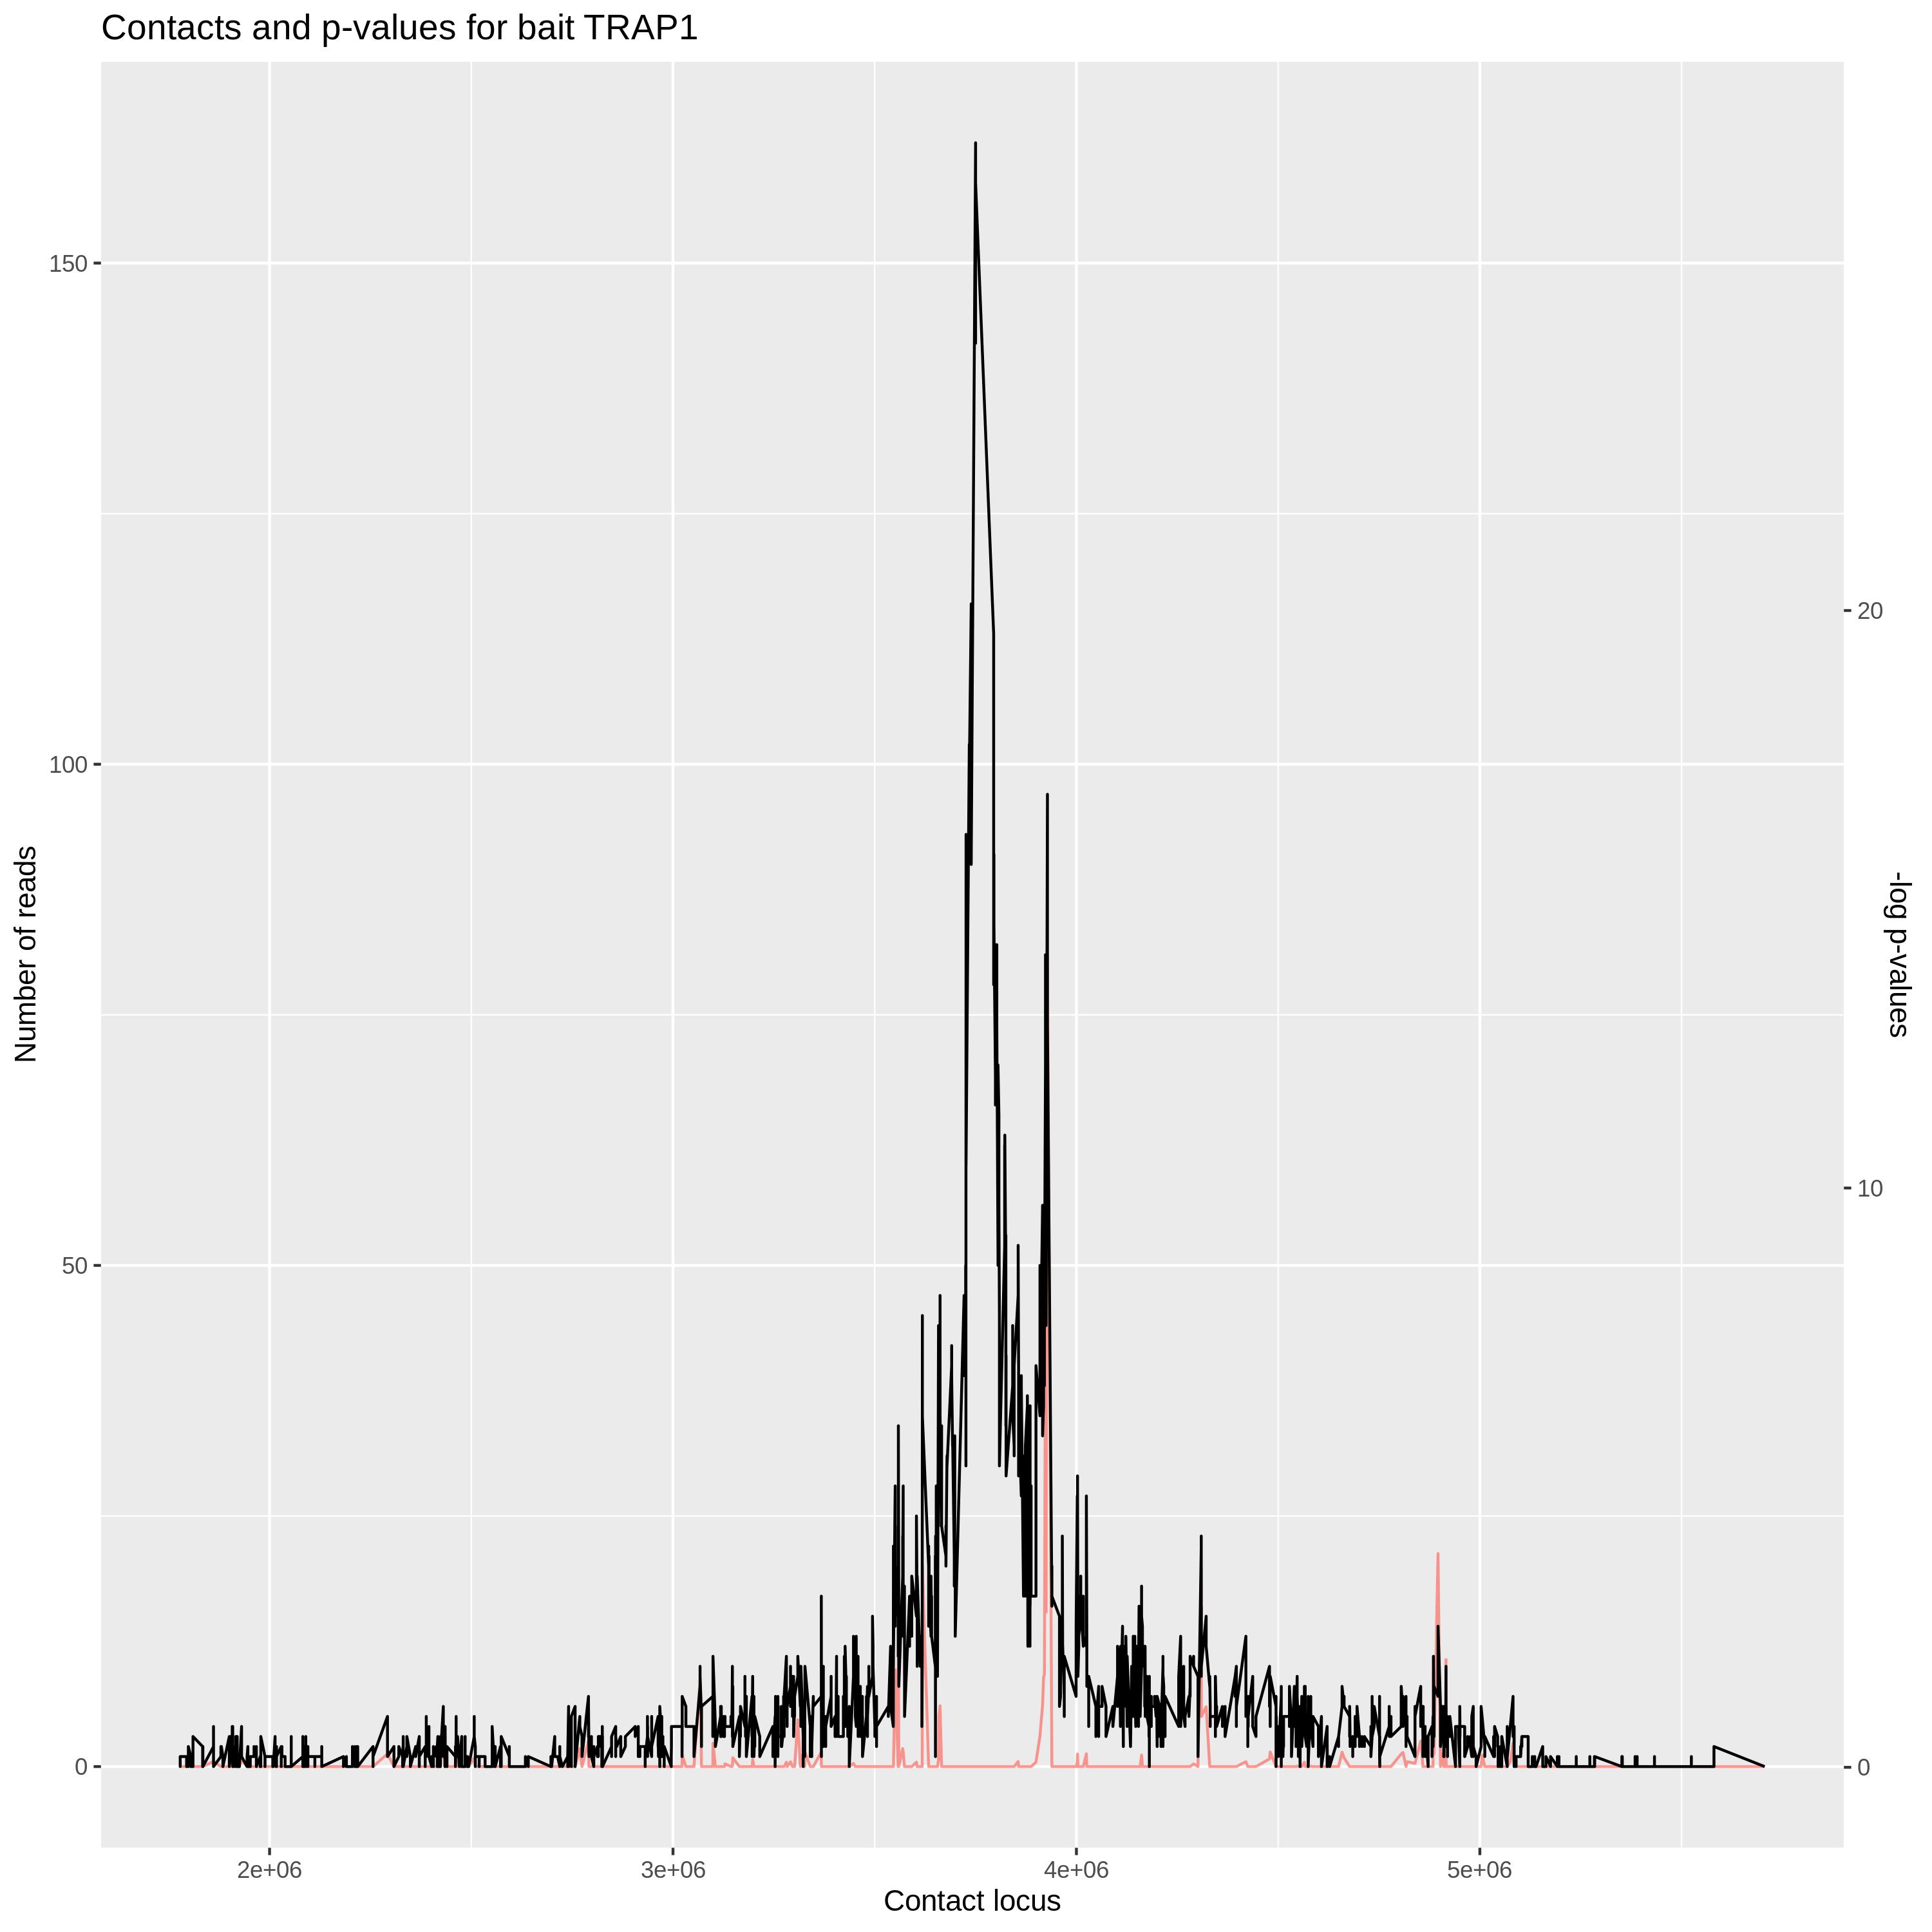 Contacts and p-values for bait TRAP1
150
100
50
0
20
10
0
Number of reads
-log p-values
2e+06 3e+06 4e+06 5e+06
Contact locus